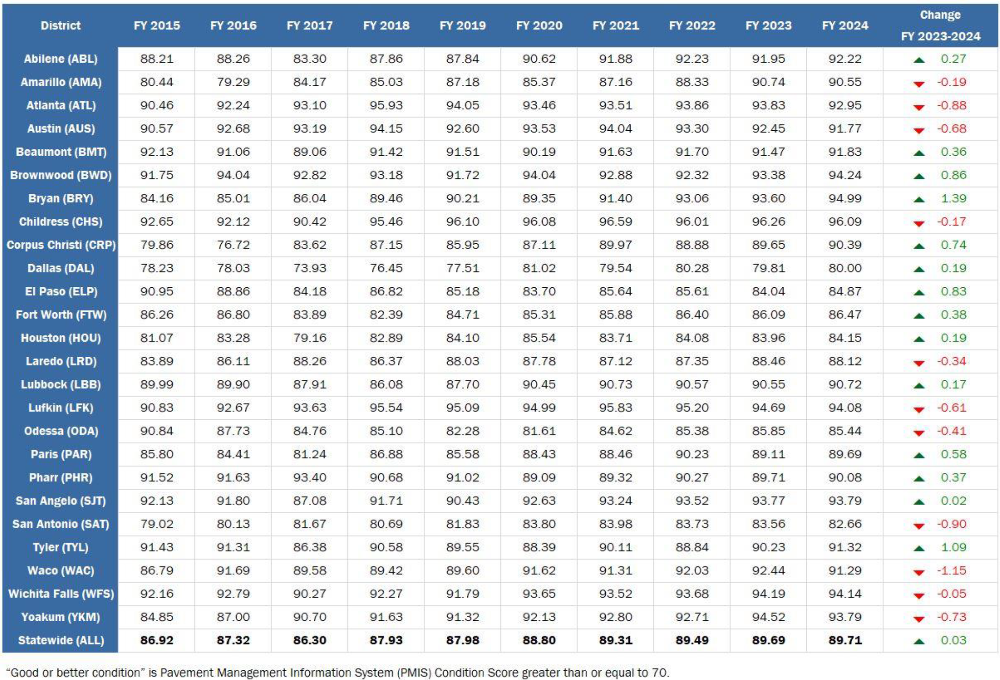 District FY 2015 FY 2016 FY 2017 FY 2018 FY 2019 FY 2020 FY 2021 FY 2022 FY 2023 FY 2024 Change FY 2023-2024
Abilene (ABL) 88.21 88.26 83.30 87.86 87.84 90.62 91.88 92.23 91.95 92.22 ▲ 0.27
Amarillo (AMA) 80.44 79.29 84.17 85.03 87.18 85.37 87.16 88.33 90.74 90.55 ▼ -0.19
Atlanta (ATL) 90.46 92.24 93.10 95.93 94.05 93.46 93.51 93.86 93.83 92.95 ▼ -0.88
Austin (AUS) 90.57 92.68 93.19 94.15 92.60 93.53 94.04 93.30 92.45 91.77 ▼ -0.68
Beaumont (BMT) 92.13 91.06 89.06 91.42 91.51 90.19 91.63 91.70 91.47 91.83 ▲ 0.36
Brownwood (BWD) 91.75 94.04 92.82 93.18 91.72 94.04 92.88 92.32 93.38 94.24 ▲ 0.86
Bryan (BRY) 84.16 85.01 86.04 89.46 90.21 89.35 91.40 93.06 93.60 94.99 ▲ 1.39
Childress (CHS) 92.65 92.12 90.42 95.46 96.10 96.08 96.59 96.01 96.26 96.09 ▼ -0.17
Corpus Christi (CRP) 79.86 76.72 83.62 87.15 85.95 87.11 89.97 88.88 89.65 90.39 ▲ 0.74
Dallas (DAL) 78.23 78.03 73.93 76.45 77.51 81.02 79.54 80.28 79.81 80.00 ▲ 0.19
El Paso (ELP) 90.95 88.86 84.18 86.82 85.18 83.70 85.64 85.61 84.04 84.87 ▲ 0.83
Fort Worth (FTW) 86.26 86.80 83.89 82.39 84.71 85.31 85.88 86.40 86.09 86.47 ▲ 0.38
Houston (HOU) 81.07 83.28 79.16 82.89 84.10 85.54 83.71 84.08 83.96 84.15 ▲ 0.19
Laredo (LRD) 83.89 86.11 88.26 86.37 88.03 87.78 87.12 87.35 88.46 88.12 ▼ -0.34
Lubbock (LBB) 89.99 89.90 87.91 86.08 87.70 90.45 90.73 90.57 90.55 90.72 ▲ 0.17
Lufkin (LFK) 90.83 92.67 93.63 95.54 95.09 94.99 95.83 95.20 94.69 94.08 ▼ -0.61
Odessa (ODA) 90.84 87.73 84.76 85.10 82.28 81.61 84.62 85.38 85.85 85.44 ▼ -0.41
Paris (PAR) 85.80 84.41 81.24 86.88 85.58 88.43 88.46 90.23 89.11 89.69 ▲ 0.58
Pharr (PHR) 91.52 91.63 93.40 90.68 91.02 89.09 89.32 90.27 89.71 90.08 ▲ 0.37
San Angelo (SJT) 92.13 91.80 87.08 91.71 90.43 92.63 93.24 93.52 93.77 93.79 ▲ 0.02
San Antonio (SAT) 79.02 80.13 81.67 80.69 81.83 83.80 83.98 83.73 83.56 82.66 ▼ -0.90
Tyler (TYL) 91.43 91.31 86.38 90.58 89.55 88.39 90.11 88.84 90.23 91.32 ▲ 1.09
Waco (WAC) 86.79 91.69 89.58 89.42 89.60 91.62 91.31 92.03 92.44 91.29 ▼ -1.15
Wichita Falls (WFS) 92.16 92.79 90.27 92.27 91.79 93.65 93.52 93.68 94.19 94.14 ▼ -0.05
Yoakum (YKM) 84.85 87.00 90.70 91.63 91.32 92.13 92.80 92.71 94.52 93.79 ▼ -0.73
Statewide (ALL) 86.92 87.32 86.30 87.93 87.98 88.80 89.31 89.49 89.69 89.71 ▲ 0.03
“Good or better condition” is Pavement Management Information System (PMIS) Condition Score greater than or equal to 70.